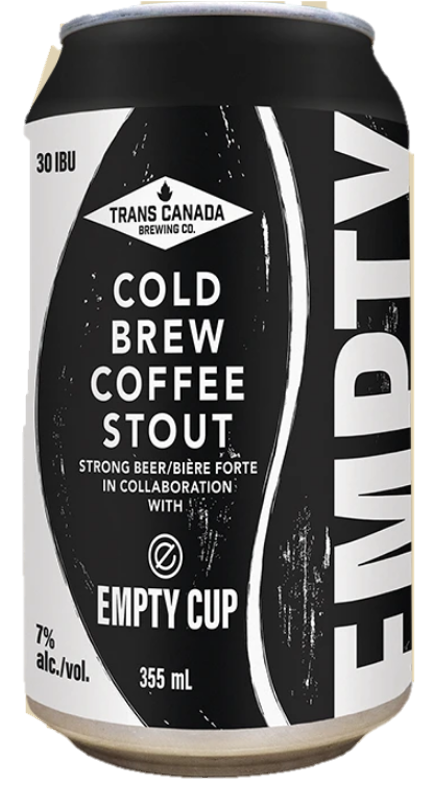 30 IBU
TRANS CANADA
BREWING CO.
COLD
BREW
COFFEE
STOUT
STRONG BEER/BIÈRE FORTE
IN COLLABORATION
WITH
EMPTY CUP
7%
alc./vol.
355 mL
EMPTY